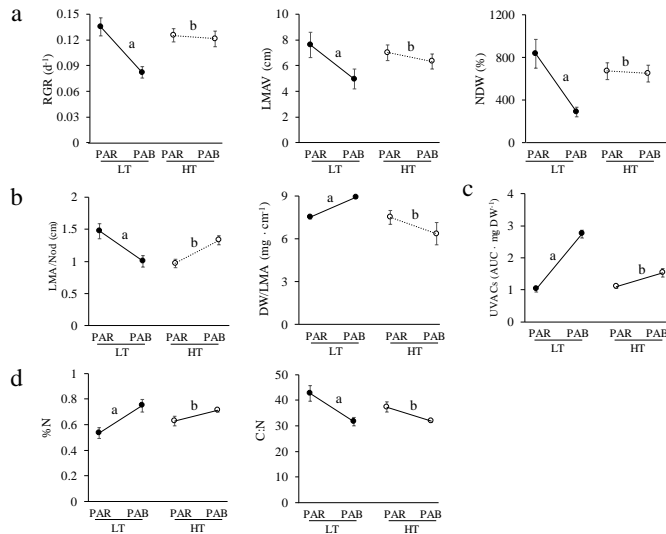 a
0.15
0.12
0.09
0.06
0.03
0
RGR (d⁻¹)
a
b
PAR PAB PAR PAB
LT HT
10
8
6
4
2
0
LMAV (cm)
a
b
PAR PAB PAR PAB
LT HT
1200
800
400
0
NDW (%)
a
b
PAR PAB PAR PAB
LT HT
b
2
1.5
1
0.5
0
LMA/Nod (cm)
a
b
PAR PAB PAR PAB
LT HT
9
6
3
0
DW/LMA (mg · cm⁻¹)
a
b
PAR PAB PAR PAB
LT HT
c
4
3
2
1
0
UVACs (AUC · mg DW⁻¹)
a
b
PAR PAB PAR PAB
LT HT
d
1
0.8
0.6
0.4
0.2
0
%N
a
b
PAR PAB PAR PAB
LT HT
50
40
30
20
10
0
C:N
a
b
PAR PAB PAR PAB
LT HT